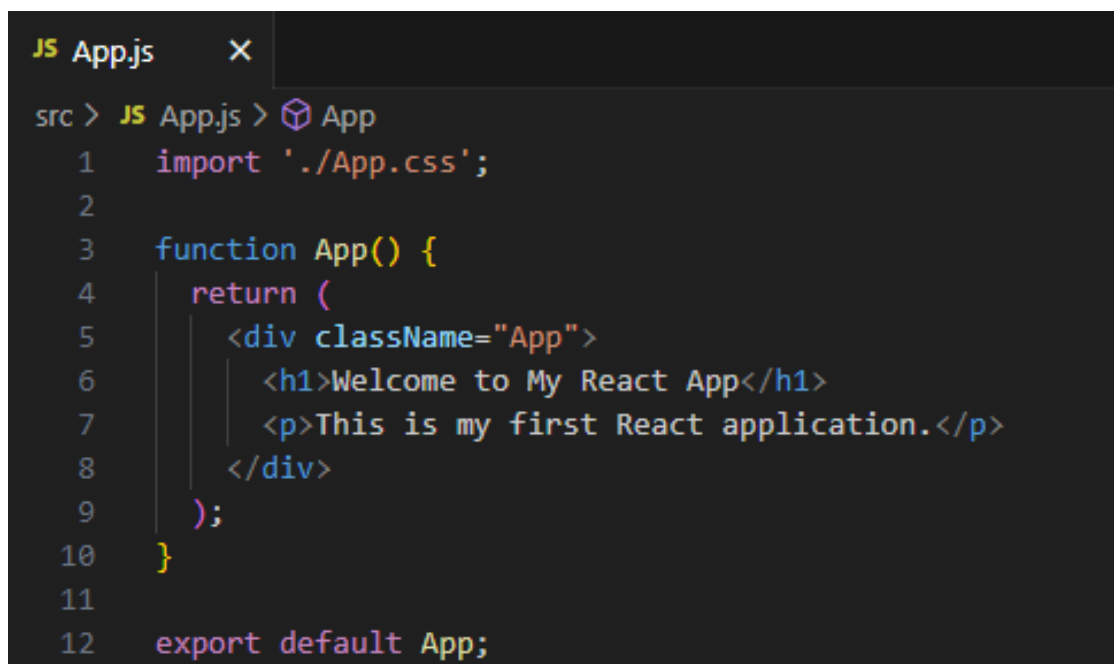 JS App.js ×
src > JS App.js > App
1 import './App.css';
2
3 function App() {
4 return (
5 <div className="App">
6 <h1>Welcome to My React App</h1>
7 <p>This is my first React application.</p>
8 </div>
9 );
10 }
11
12 export default App;